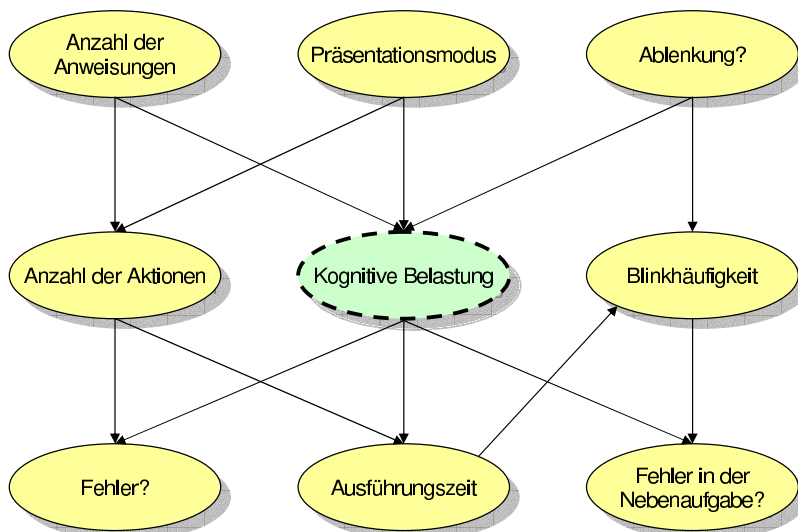 Anzahl der
Anweisungen
Präsentationsmodus
Ablenkung?
Anzahl der Aktionen
Kognitive Belastung
Blinkhäufigkeit
Fehler?
Ausführungszeit
Fehler in der
Nebenaufgabe?